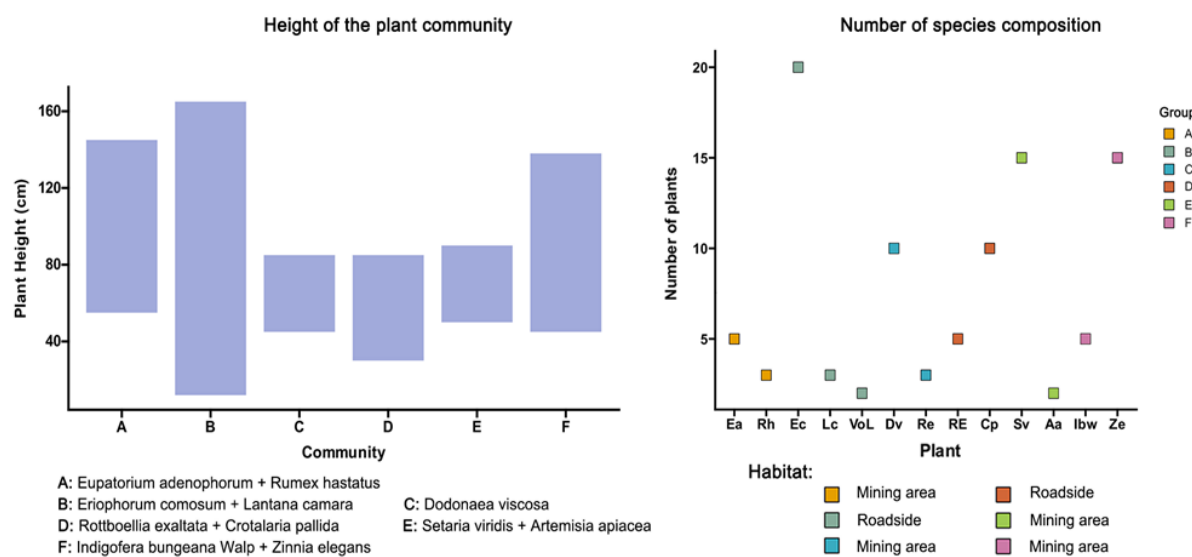 Height of the plant community
Plant Height (cm)
160
120
80
40
A B C D E F
Community
A: Eupatorium adenophorum + Rumex hastatus
B: Eriophorum comosum + Lantana camara C: Dodonaea viscosa
D: Rottboellia exaltata + Crotalaria pallida E: Setaria viridis + Artemisia apiacea
F: Indigofera bungeana Walp + Zinnia elegans
Number of species composition
Number of plants
20
15
10
5
Ea Rh Ec Lc VoL Dv Re RE Cp Sv Aa Ibw Ze
Plant
Group
A
B
C
D
E
F
Habitat:
Mining area Roadside
Roadside Mining area
Mining area Mining area